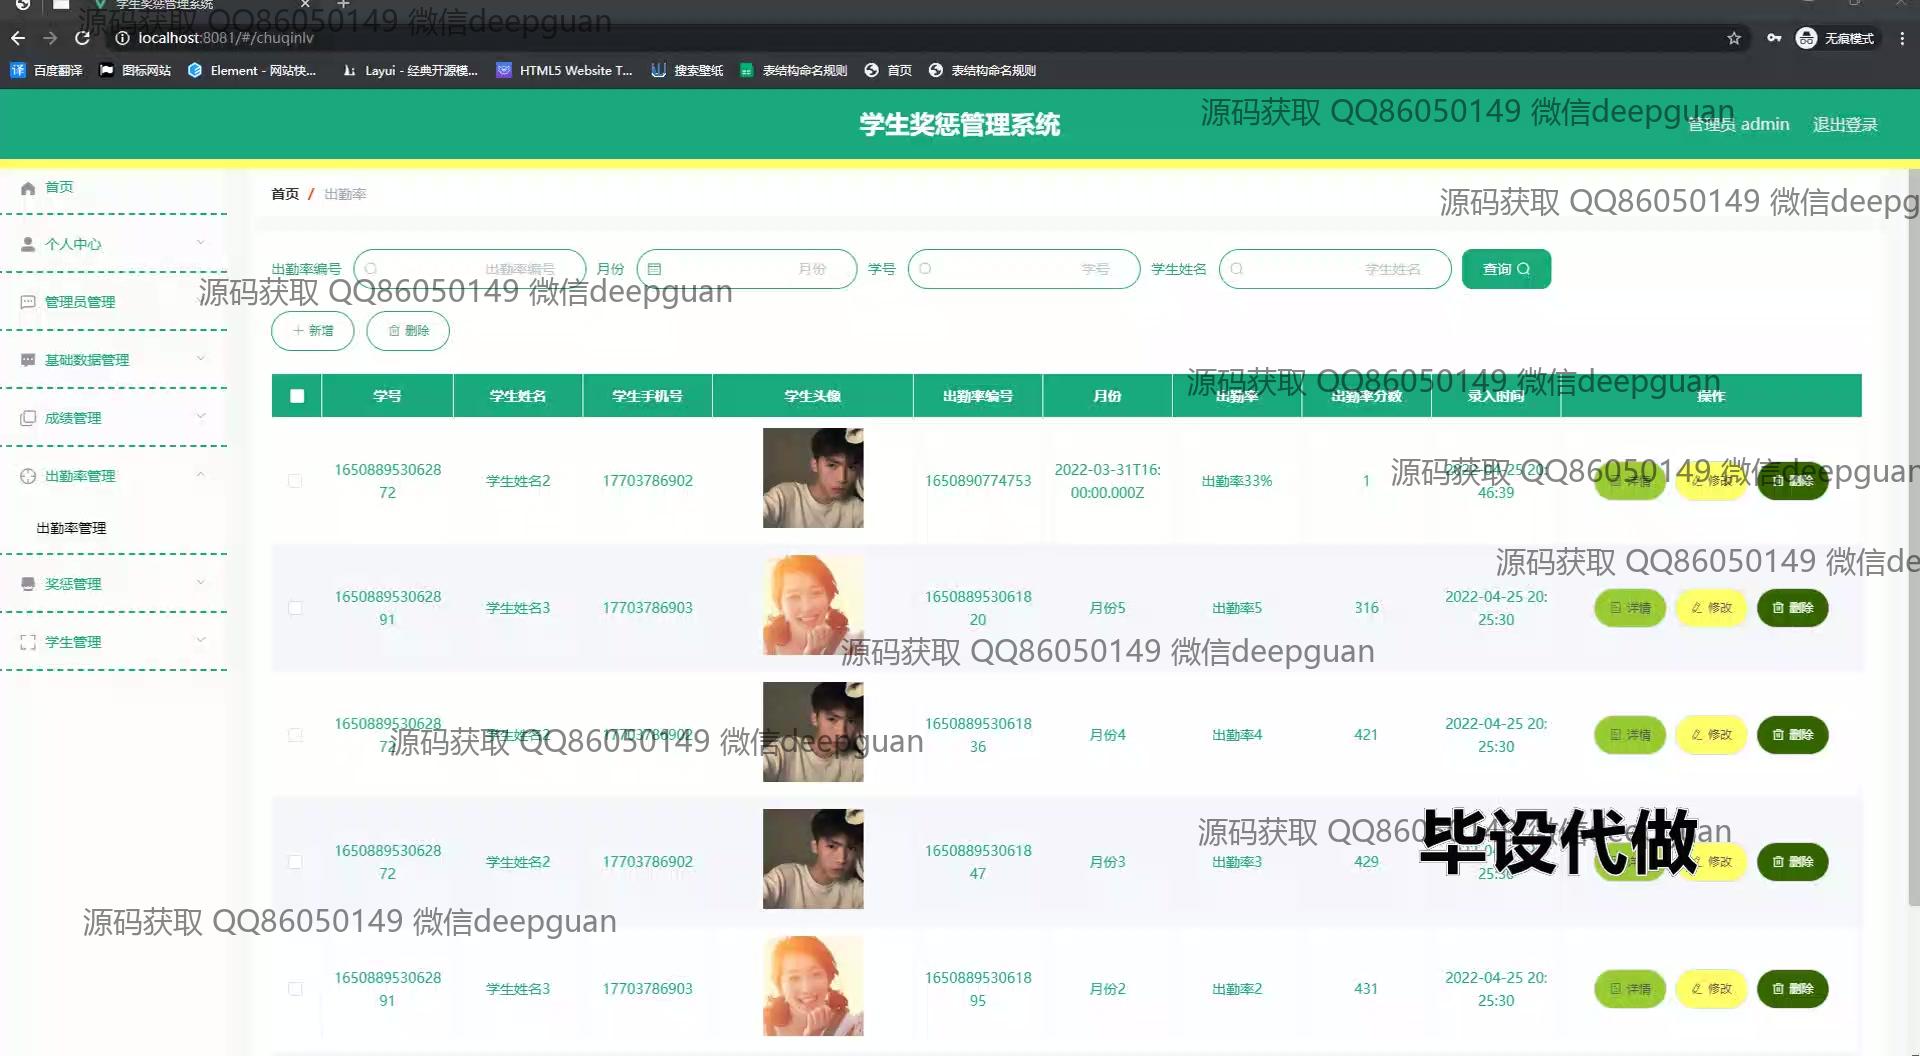 学生奖惩管理系统
源码获取 QQ86050149 微信deepguan
localhost:8081/#/chuqinlv
无痕模式
百度翻译
图标网站
Element - 网站快...
Layui - 经典开源模...
HTML5 Website T...
搜索壁纸
表结构命名规则
首页
表结构命名规则
学生奖惩管理系统
源码获取 QQ86050149 微信deepguan
管理员 admin
退出登录
首页
个人中心
管理员管理
基础数据管理
成绩管理
出勤率管理
出勤率管理
奖惩管理
学生管理
首页 / 出勤率
源码获取 QQ86050149 微信deepg
出勤率编号 出勤率编号 月份 月份 学号 学号 学生姓名 学生姓名 查询
源码获取 QQ86050149 微信deepguan
新增 删除
源码获取 QQ86050149 微信deepguan
学号 学生姓名 学生手机号 学生头像 出勤率编号 月份 出勤率 出勤率分数 录入时间 操作
165088953062872 学生姓名2 17703786902 1650890774753 2022-03-31T16:00:00.000Z 出勤率33% 1 2022-04-25 20:46:39 详情 修改 删除
源码获取 QQ86050149 微信deepguan
源码获取 QQ86050149 微信de
165088953062891 学生姓名3 17703786903 165088953061820 月份5 出勤率5 316 2022-04-25 20:25:30 详情 修改 删除
源码获取 QQ86050149 微信deepguan
165088953062872 学生姓名2 17703786902 165088953061836 月份4 出勤率4 421 2022-04-25 20:25:30 详情 修改 删除
源码获取 QQ86050149 微信deepguan
源码获取 QQ86050149 微信deepguan
毕设代做
165088953062872 学生姓名2 17703786902 165088953061847 月份3 出勤率3 429 25:30 修改 删除
源码获取 QQ86050149 微信deepguan
165088953062891 学生姓名3 17703786903 165088953061895 月份2 出勤率2 431 2022-04-25 20:25:30 详情 修改 删除